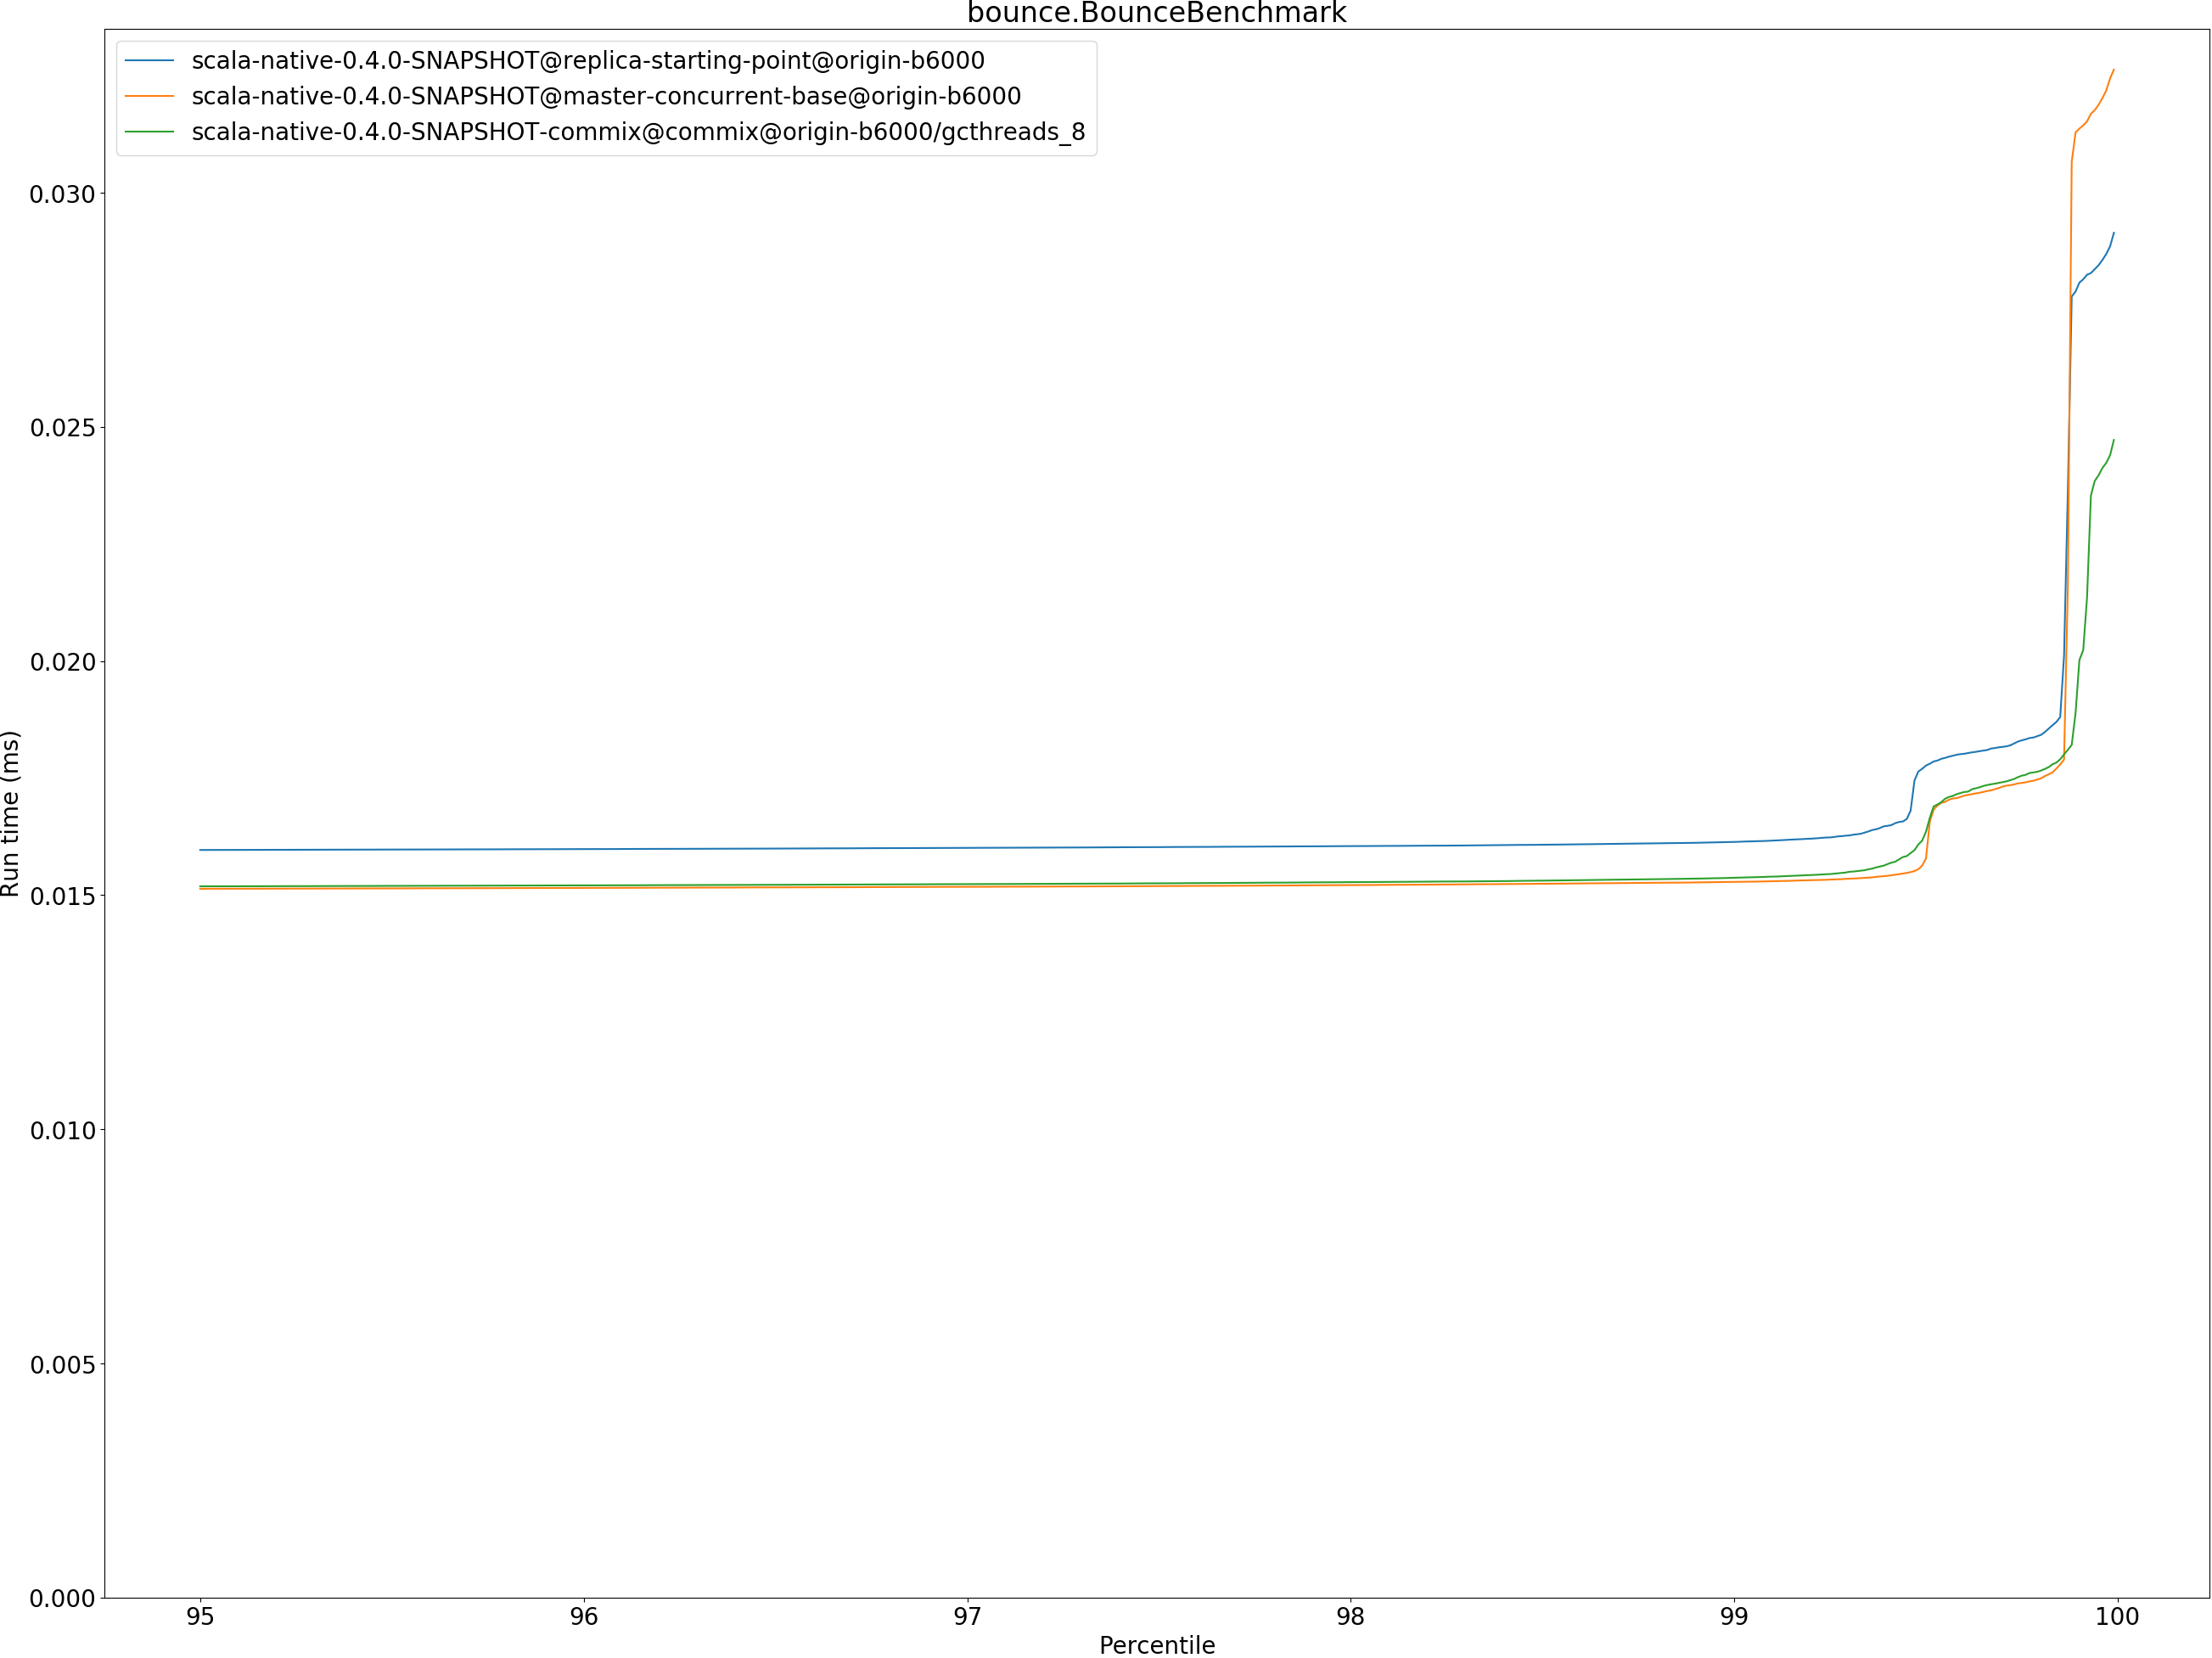 bounce.BounceBenchmark
scala-native-0.4.0-SNAPSHOT@replica-starting-point@origin-b6000
scala-native-0.4.0-SNAPSHOT@master-concurrent-base@origin-b6000
scala-native-0.4.0-SNAPSHOT-commix@commix@origin-b6000/gcthreads_8
0.030
0.025
0.020
0.015
0.010
0.005
0.000
Run time (ms)
95 96 97 98 99 100
Percentile